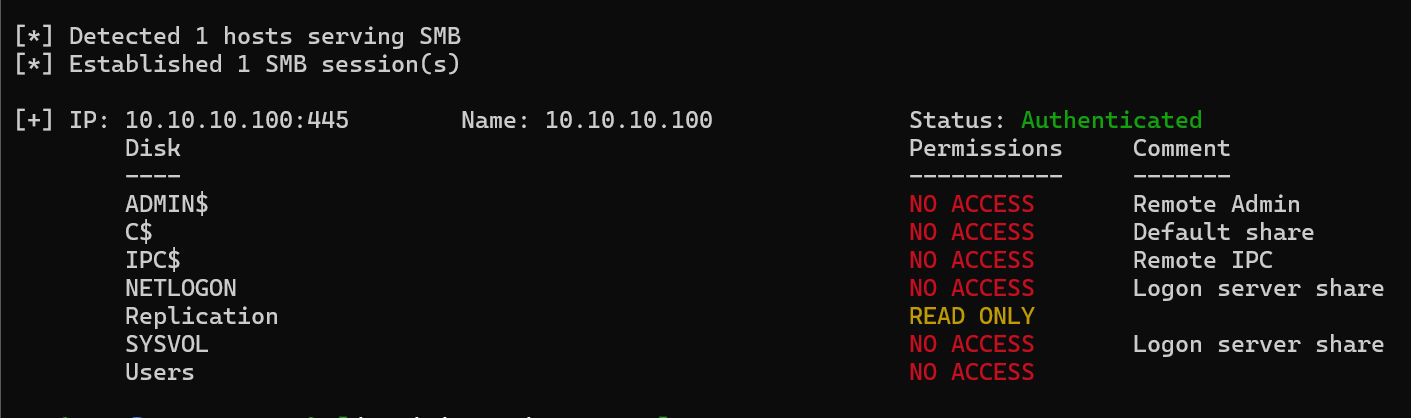 [*] Detected 1 hosts serving SMB
[*] Established 1 SMB session(s)
[+] IP: 10.10.10.100:445 Name: 10.10.10.100 Status: Authenticated
Disk Permissions Comment
---- ----------- -------
ADMIN$ NO ACCESS Remote Admin
C$ NO ACCESS Default share
IPC$ NO ACCESS Remote IPC
NETLOGON NO ACCESS Logon server share
Replication READ ONLY
SYSVOL NO ACCESS Logon server share
Users NO ACCESS